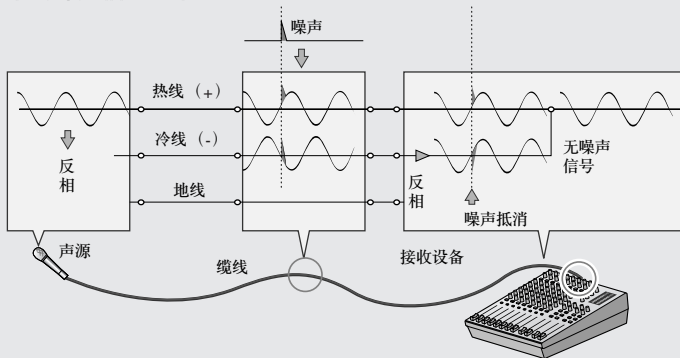 噪声
热线（+）
冷线（-）
反
相
地线
反
相
无噪声
信号
噪声抵消
声源
缆线
接收设备